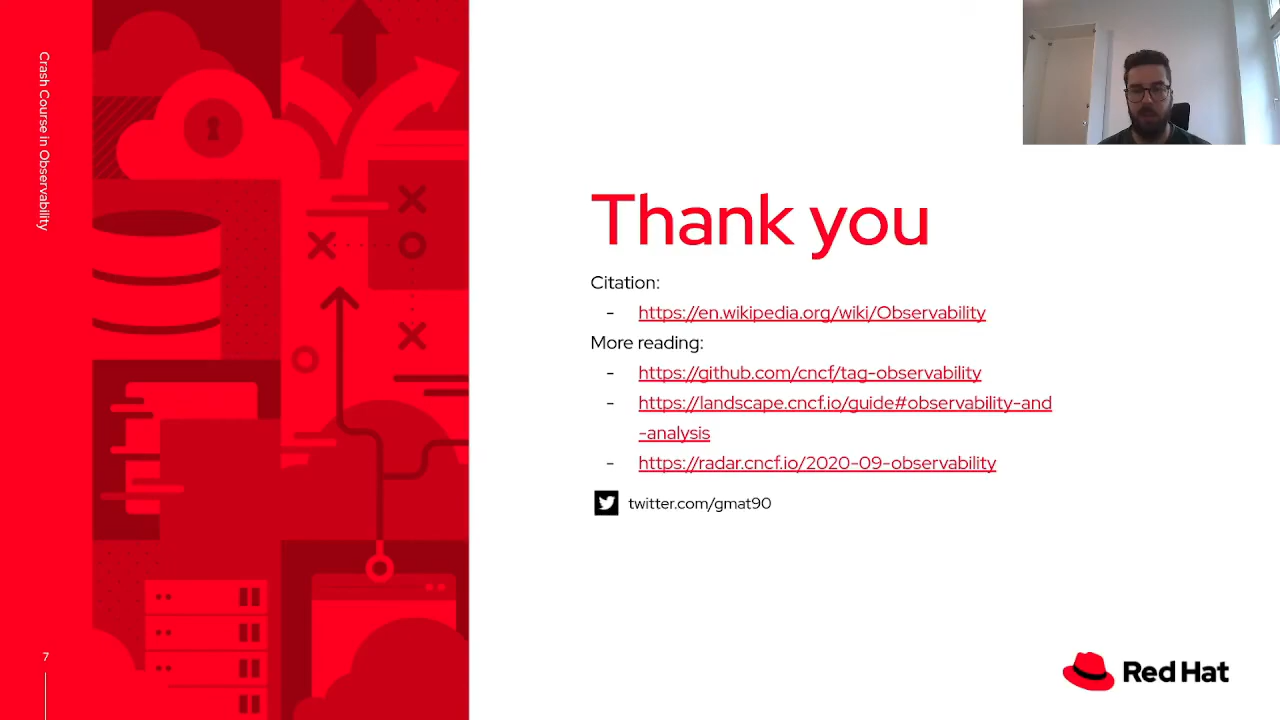 Crash Course in Observability
7
Thank you
Citation:
- https://en.wikipedia.org/wiki/Observability
More reading:
- https://github.com/cncf/tag-observability
- https://landscape.cncf.io/guide#observability-and
-analysis
- https://radar.cncf.io/2020-09-observability
twitter.com/gmat90
Red Hat